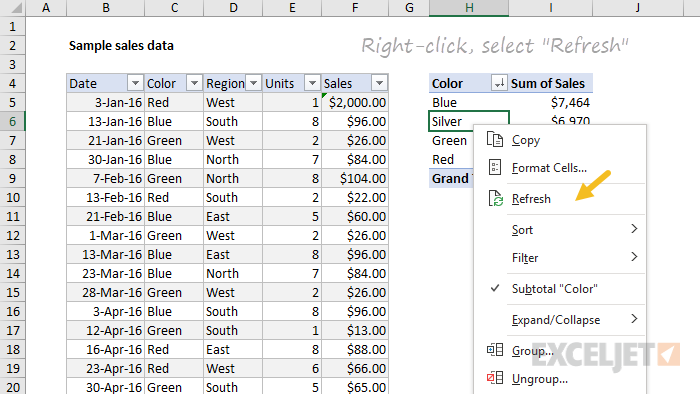 A B C D E F G H I J
1
2 Sample sales data Right-click, select "Refresh"
3
4 Date Color Region Units Sales Color Sum of Sales
5 3-Jan-16 Red West 1 $2,000.00 Blue $7,464
6 13-Jan-16 Blue South 8 $96.00 Silver $6,970
7 21-Jan-16 Green West 2 $26.00 Green Copy
8 30-Jan-16 Blue North 7 $84.00 Red Format Cells...
9 7-Feb-16 Green North 8 $104.00 Grand
10 13-Feb-16 Red South 2 $22.00 Refresh
11 21-Feb-16 Blue East 5 $60.00
12 1-Mar-16 Green West 2 $26.00 Sort
13 13-Mar-16 Blue East 8 $96.00 Filter
14 23-Mar-16 Blue North 7 $84.00
15 28-Mar-16 Green West 2 $26.00 Subtotal "Color"
16 3-Apr-16 Blue South 8 $96.00 Expand/Collapse
17 12-Apr-16 Green South 1 $13.00
18 16-Apr-16 Red East 8 $88.00 Group... EXCELJET
19 23-Apr-16 Red West 6 $66.00 Ungroup...
20 30-Apr-16 Green South 5 $65.00